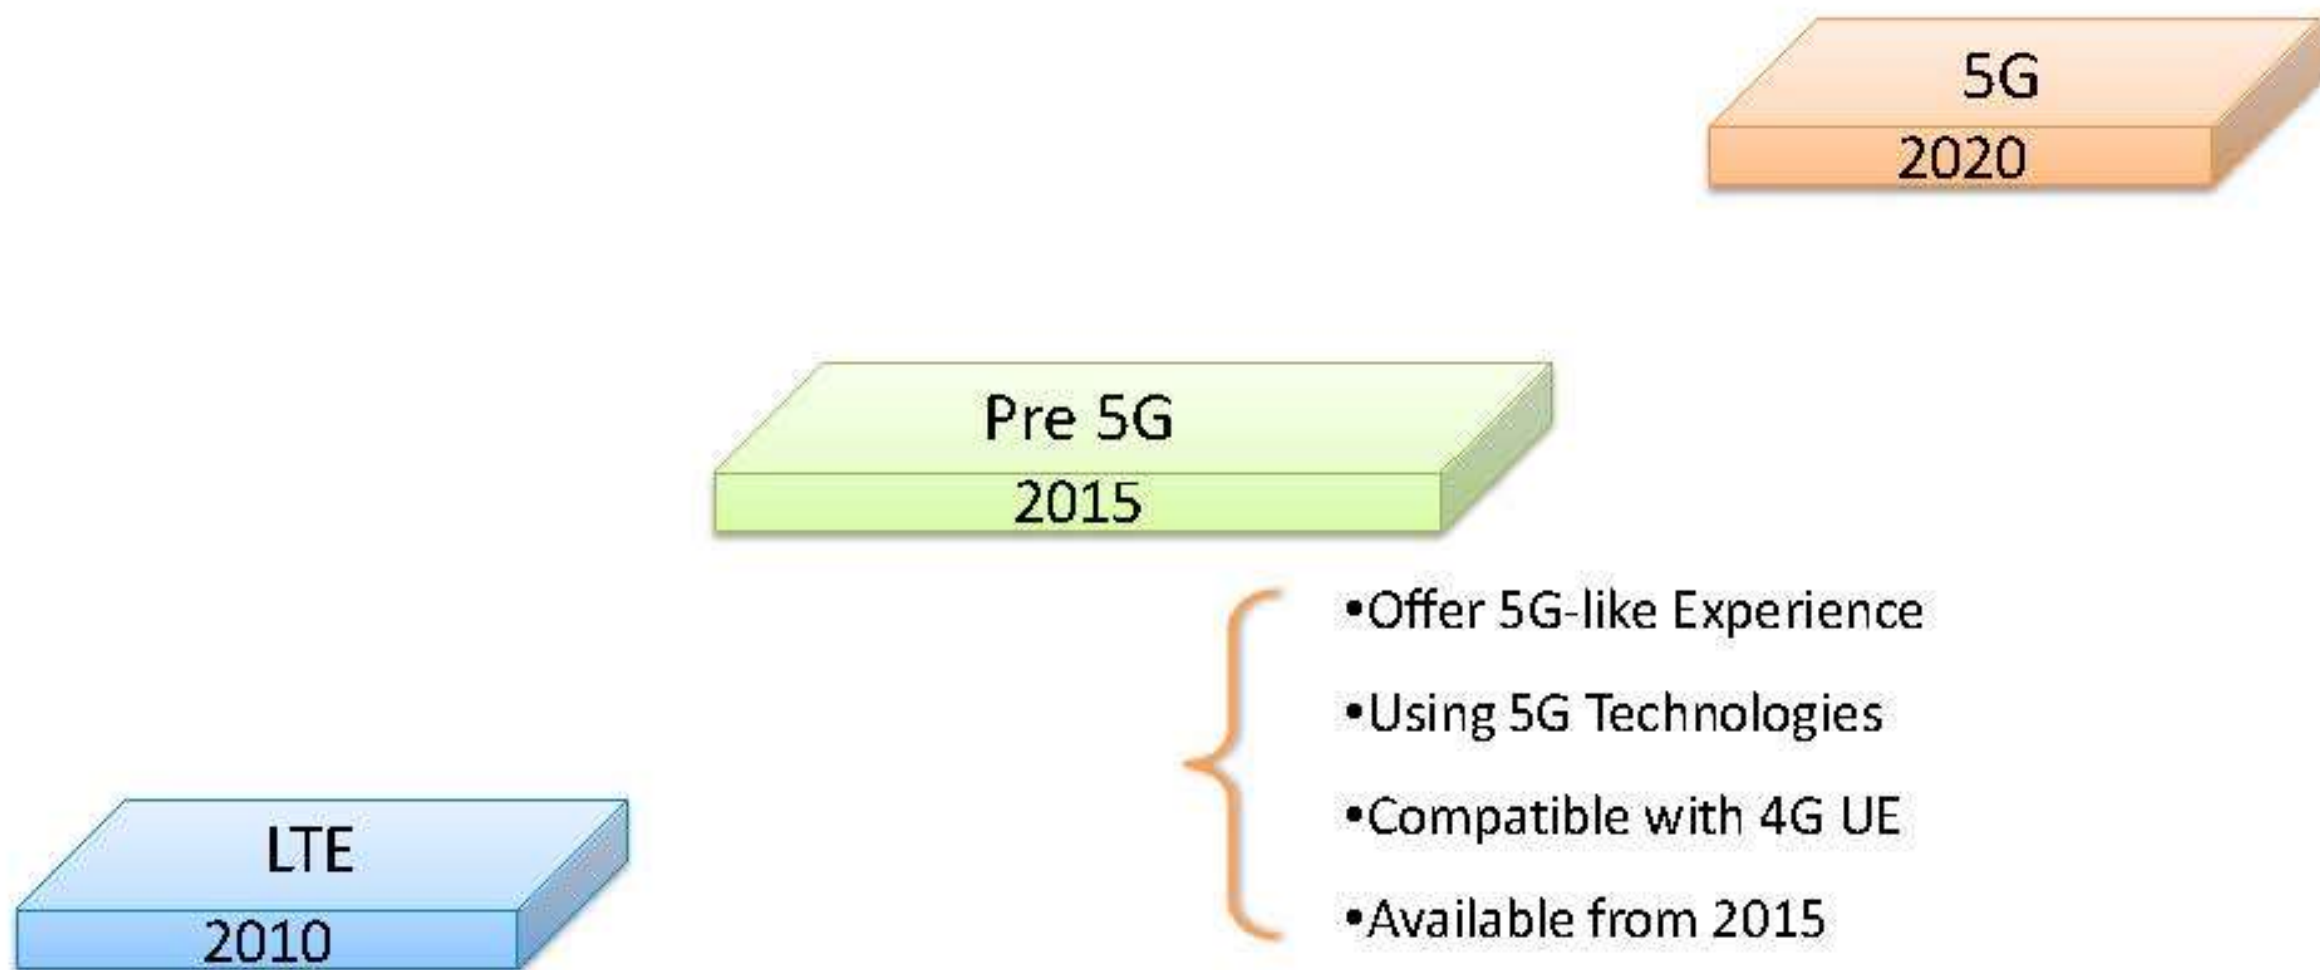 5G
2020
Pre 5G
2015
•Offer 5G-like Experience
•Using 5G Technologies
•Compatible with 4G UE
•Available from 2015
LTE
2010